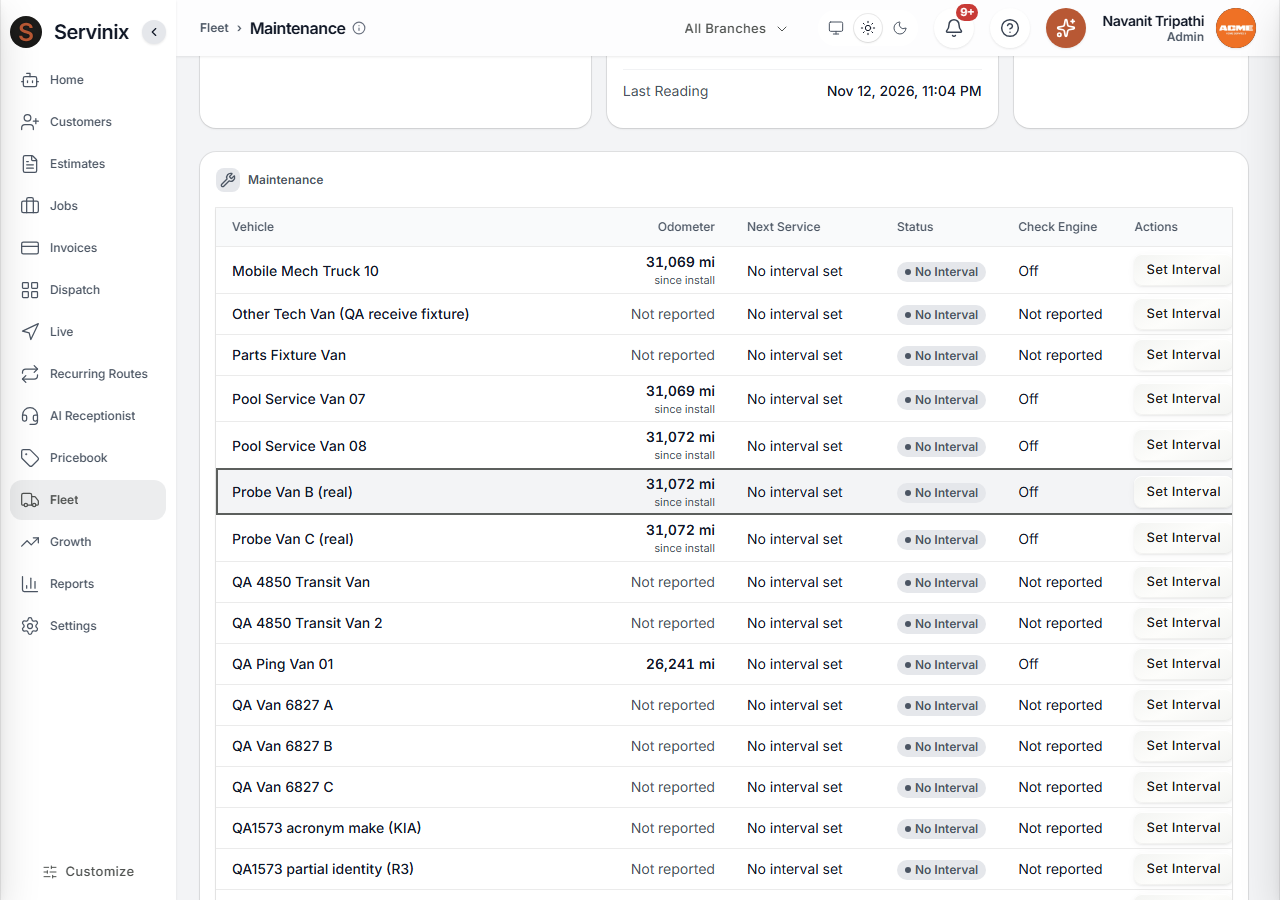 Servinix
Fleet › Maintenance
All Branches
9+
Navanit Tripathi
Admin
ACME
Home
Customers
Estimates
Jobs
Invoices
Dispatch
Live
Recurring Routes
AI Receptionist
Pricebook
Fleet
Growth
Reports
Settings
Customize
Last Reading Nov 12, 2026, 11:04 PM
Maintenance
Vehicle Odometer Next Service Status Check Engine Actions
Mobile Mech Truck 10 31,069 mi since install No interval set No Interval Off Set Interval
Other Tech Van (QA receive fixture) Not reported No interval set No Interval Not reported Set Interval
Parts Fixture Van Not reported No interval set No Interval Not reported Set Interval
Pool Service Van 07 31,069 mi since install No interval set No Interval Off Set Interval
Pool Service Van 08 31,072 mi since install No interval set No Interval Off Set Interval
Probe Van B (real) 31,072 mi since install No interval set No Interval Off Set Interval
Probe Van C (real) 31,072 mi since install No interval set No Interval Off Set Interval
QA 4850 Transit Van Not reported No interval set No Interval Not reported Set Interval
QA 4850 Transit Van 2 Not reported No interval set No Interval Not reported Set Interval
QA Ping Van 01 26,241 mi No interval set No Interval Off Set Interval
QA Van 6827 A Not reported No interval set No Interval Not reported Set Interval
QA Van 6827 B Not reported No interval set No Interval Not reported Set Interval
QA Van 6827 C Not reported No interval set No Interval Not reported Set Interval
QA1573 acronym make (KIA) Not reported No interval set No Interval Not reported Set Interval
QA1573 partial identity (R3) Not reported No interval set No Interval Not reported Set Interval